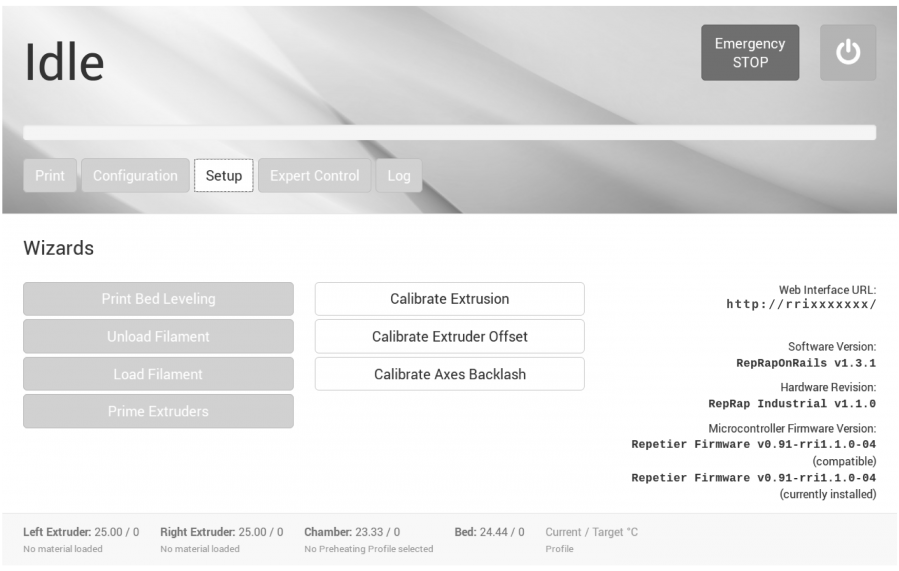 Idle
Emergency
STOP
Print
Configuration
Setup
Expert Control
Log
Wizards
Print Bed Leveling
Unload Filament
Load Filament
Prime Extruders
Calibrate Extrusion
Calibrate Extruder Offset
Calibrate Axes Backlash
Web Interface URL:
http://rrixxxxxxx/
Software Version:
RepRapOnRails v1.3.1
Hardware Revision:
RepRap Industrial v1.1.0
Microcontroller Firmware Version:
Repetier Firmware v0.91-rri1.1.0-04
(compatible)
Repetier Firmware v0.91-rri1.1.0-04
(currently installed)
Left Extruder: 25.00 / 0
No material loaded
Right Extruder: 25.00 / 0
No material loaded
Chamber: 23.33 / 0
No Preheating Profile selected
Bed: 24.44 / 0
Current / Target °C
Profile